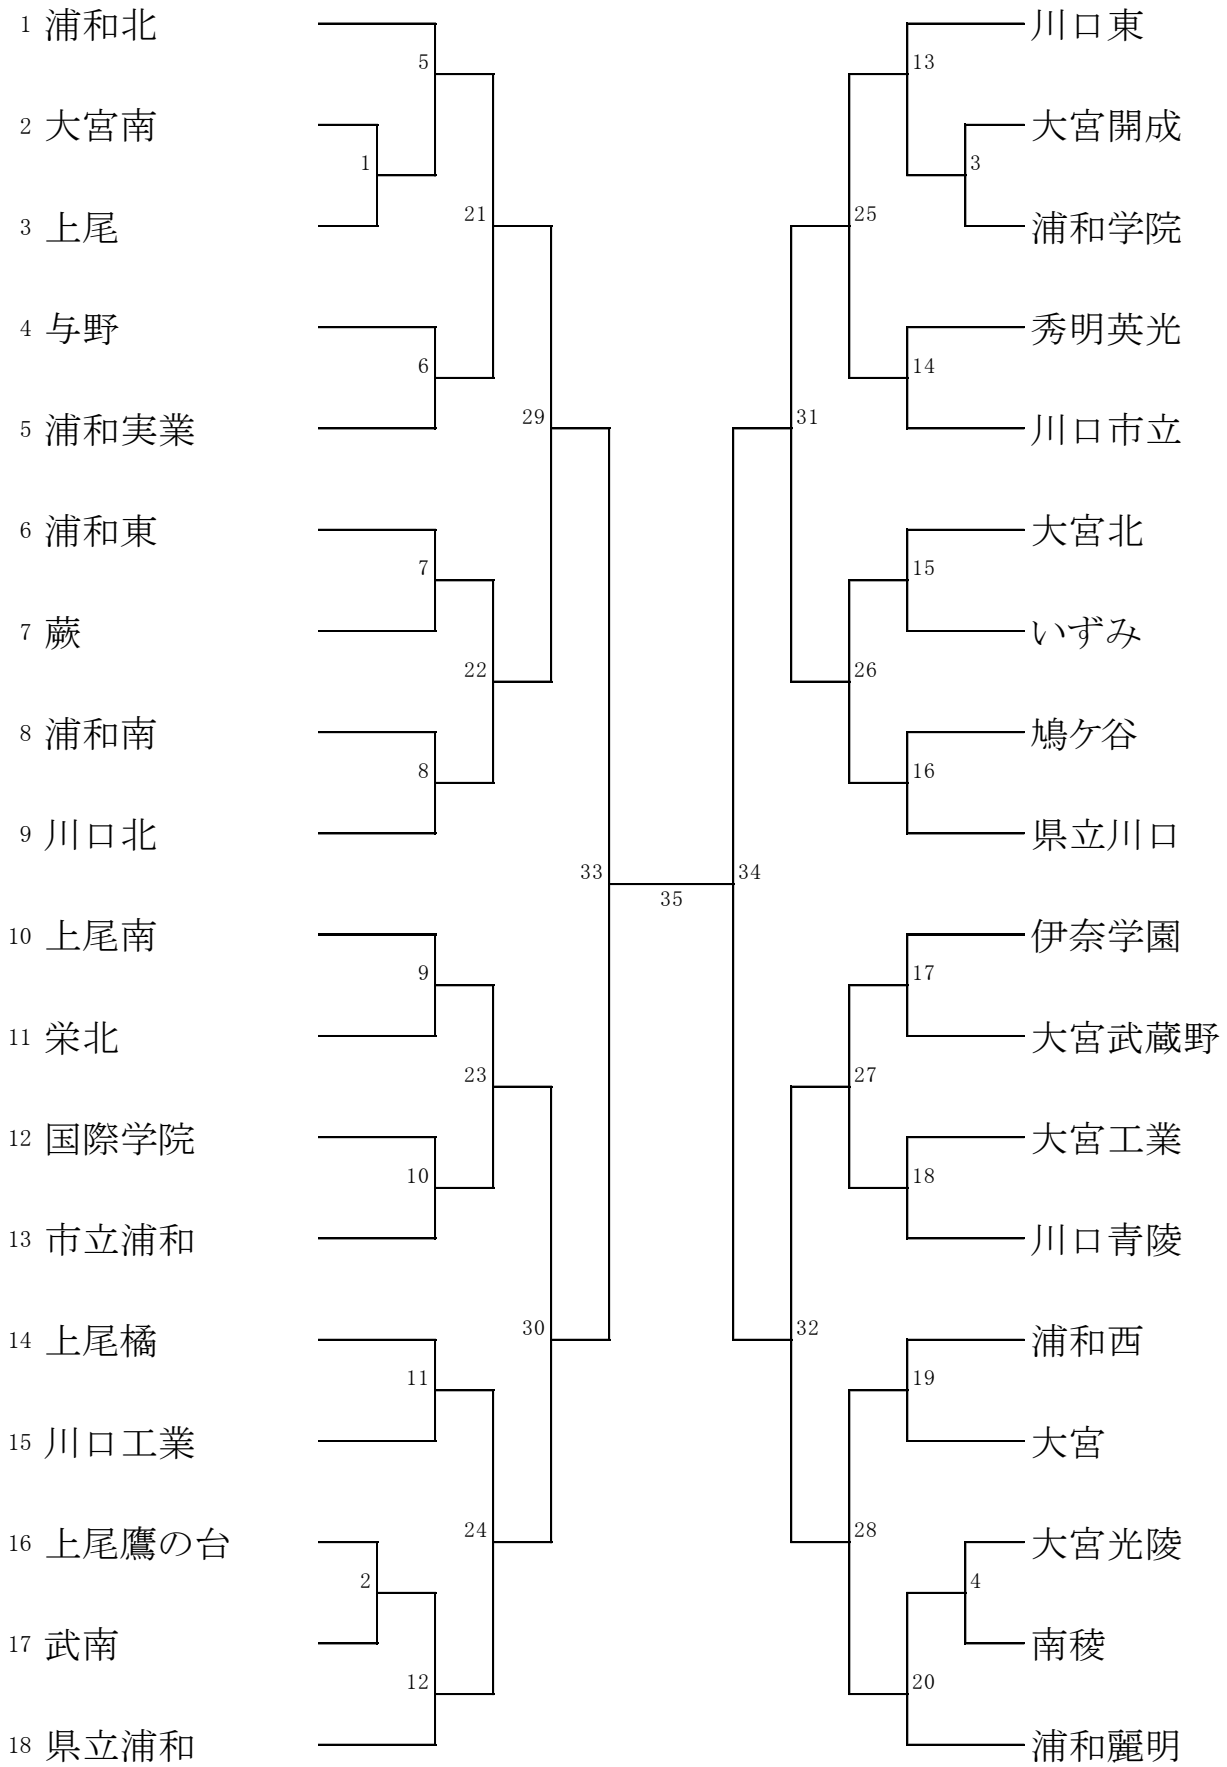 1 浦和北 川口東
5 13
2 大宮南 大宮開成
1 3
21 25
3 上尾 浦和学院
4 与野 秀明英光
6 14
29 31
5 浦和実業 川口市立
6 浦和東 大宮北
7 15
7 蕨 いずみ
22 26
8 浦和南 鳩ケ谷
8 16
9 川口北 県立川口
33 34
35
10 上尾南 伊奈学園
9 17
11 栄北 大宮武蔵野
23 27
12 国際学院 大宮工業
10 18
13 市立浦和 川口青陵
30 32
14 上尾橘 浦和西
11 19
15 川口工業 大宮
24 28
16 上尾鷹の台 大宮光陵
2 4
17 武南 南稜
12 20
18 県立浦和 浦和麗明